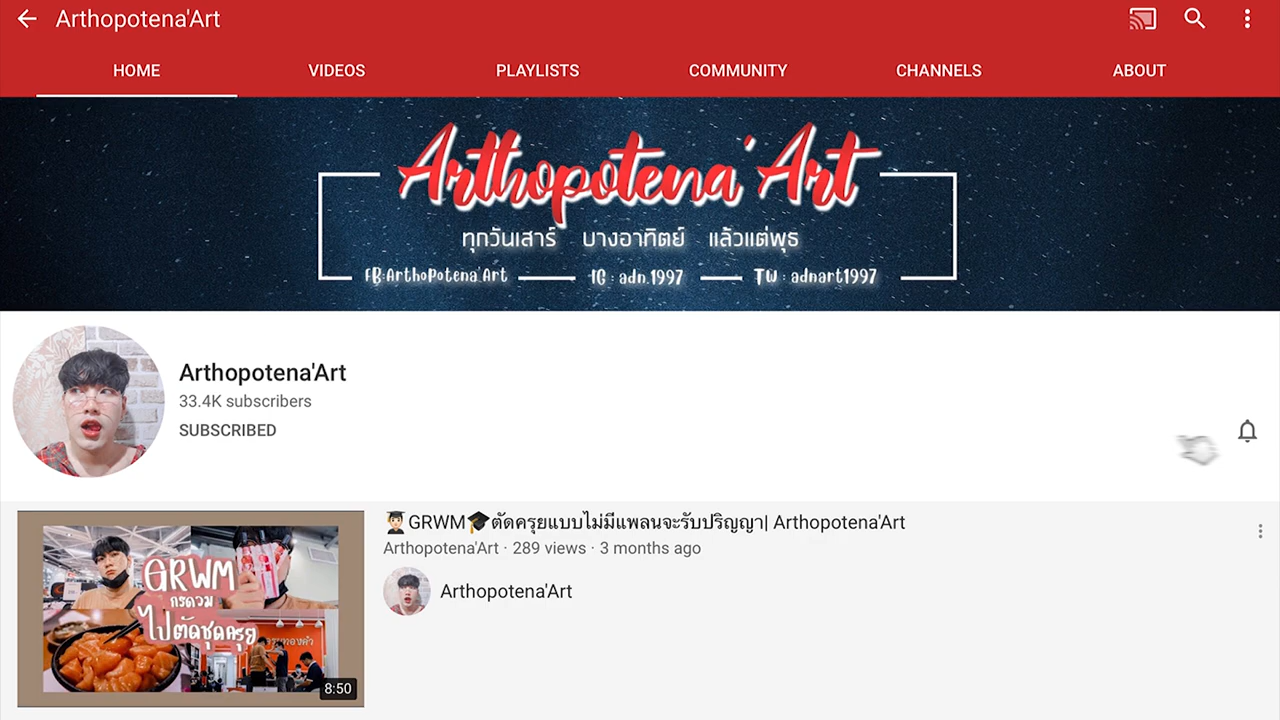 Arthopotena'Art
HOME VIDEOS PLAYLISTS COMMUNITY CHANNELS ABOUT
Arthopotena'Art
ทุกวันเสาร์ บางอาทิตย์ แล้วแต่พุธ
FB:ArthoPotena'Art IG : adn.1997 TW : adnart1997
Arthopotena'Art
33.4K subscribers
SUBSCRIBED
🧑🏻‍🎓GRWM🎓ตัดครุยแบบไม่มีแพลนจะรับปริญญา| Arthopotena'Art
Arthopotena'Art · 289 views · 3 months ago
Arthopotena'Art
GRWM
กรดวม
ไปตัดชุดครุย
8:50